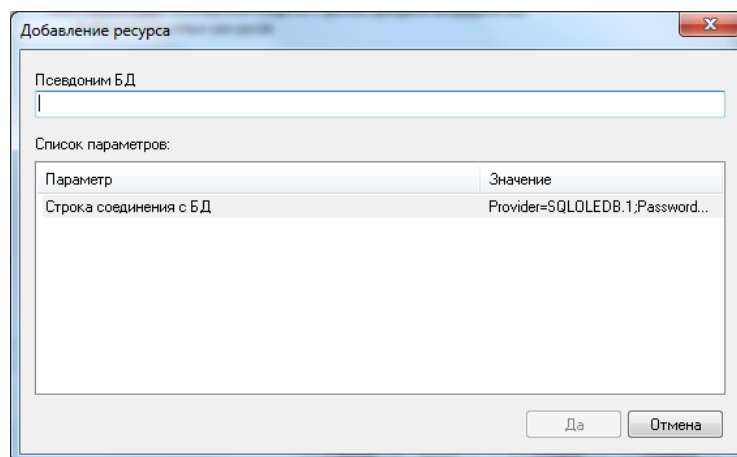 Добавление ресурса
Псевдоним БД
Список параметров:
Параметр Значение
Строка соединения с БД Provider=SQLOLEDB.1;Password...
Да Отмена